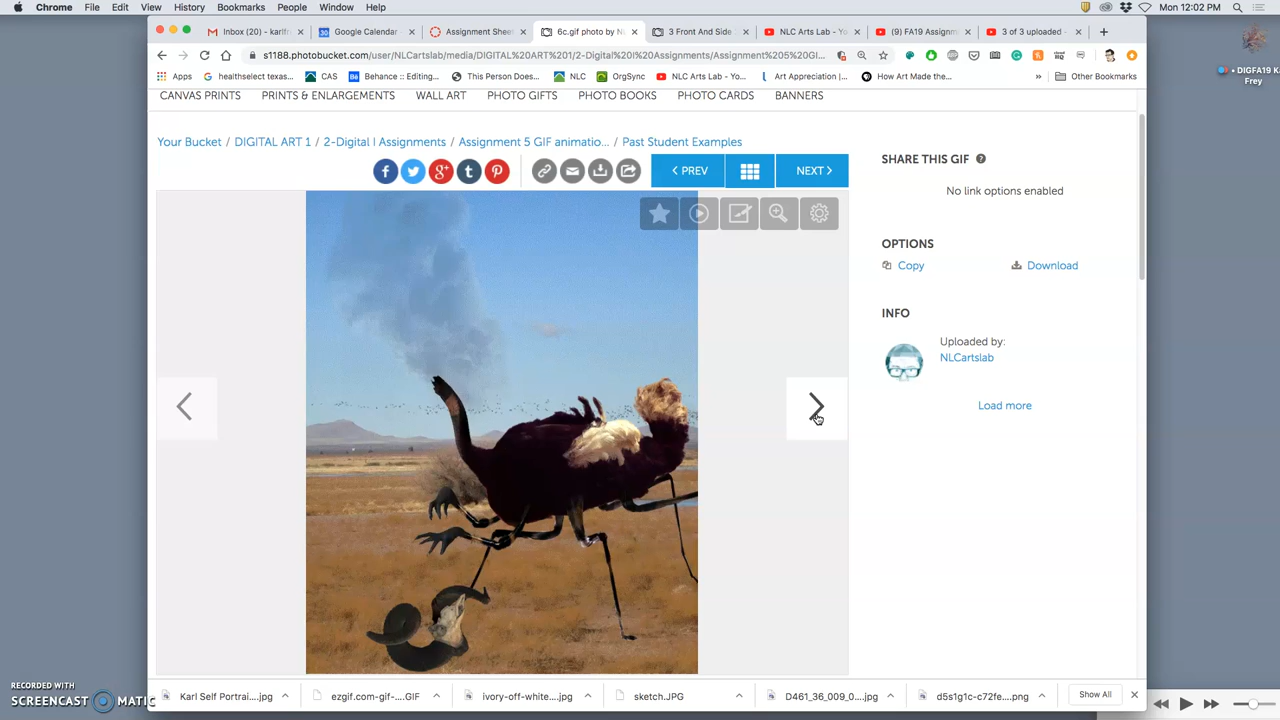 Chrome File Edit View History Bookmarks People Window Help Mon 12:02 PM
Inbox (20) - karlfr Google Calendar Assignment Sheet 6c.gif photo by NL 3 Front And Side NLC Arts Lab - Yo (9) FA19 Assignm 3 of 3 uploaded -
s1188.photobucket.com/user/NLCartslab/media/DIGITAL%20ART%201/2-Digital%20I%20Assignments/Assignment%205%20GI...
Apps healthselect texas... CAS Behance :: Editing... This Person Does... NLC OrgSync NLC Arts Lab - Yo... Art Appreciation |... How Art Made the... » Other Bookmarks
• DIGFA19 K
Frey
CANVAS PRINTS PRINTS & ENLARGEMENTS WALL ART PHOTO GIFTS PHOTO BOOKS PHOTO CARDS BANNERS
Your Bucket / DIGITAL ART 1 / 2-Digital I Assignments / Assignment 5 GIF animatio... / Past Student Examples
PREV NEXT
SHARE THIS GIF ?
No link options enabled
OPTIONS
Copy Download
INFO
Uploaded by:
NLCartslab
Load more
RECORDED WITH
SCREENCAST MATIC
Karl Self Portrai....jpg ezgif.com-gif-....GIF ivory-off-white....jpg sketch.JPG D461_36_009_0....jpg d5s1g1c-c72fe....png Show All